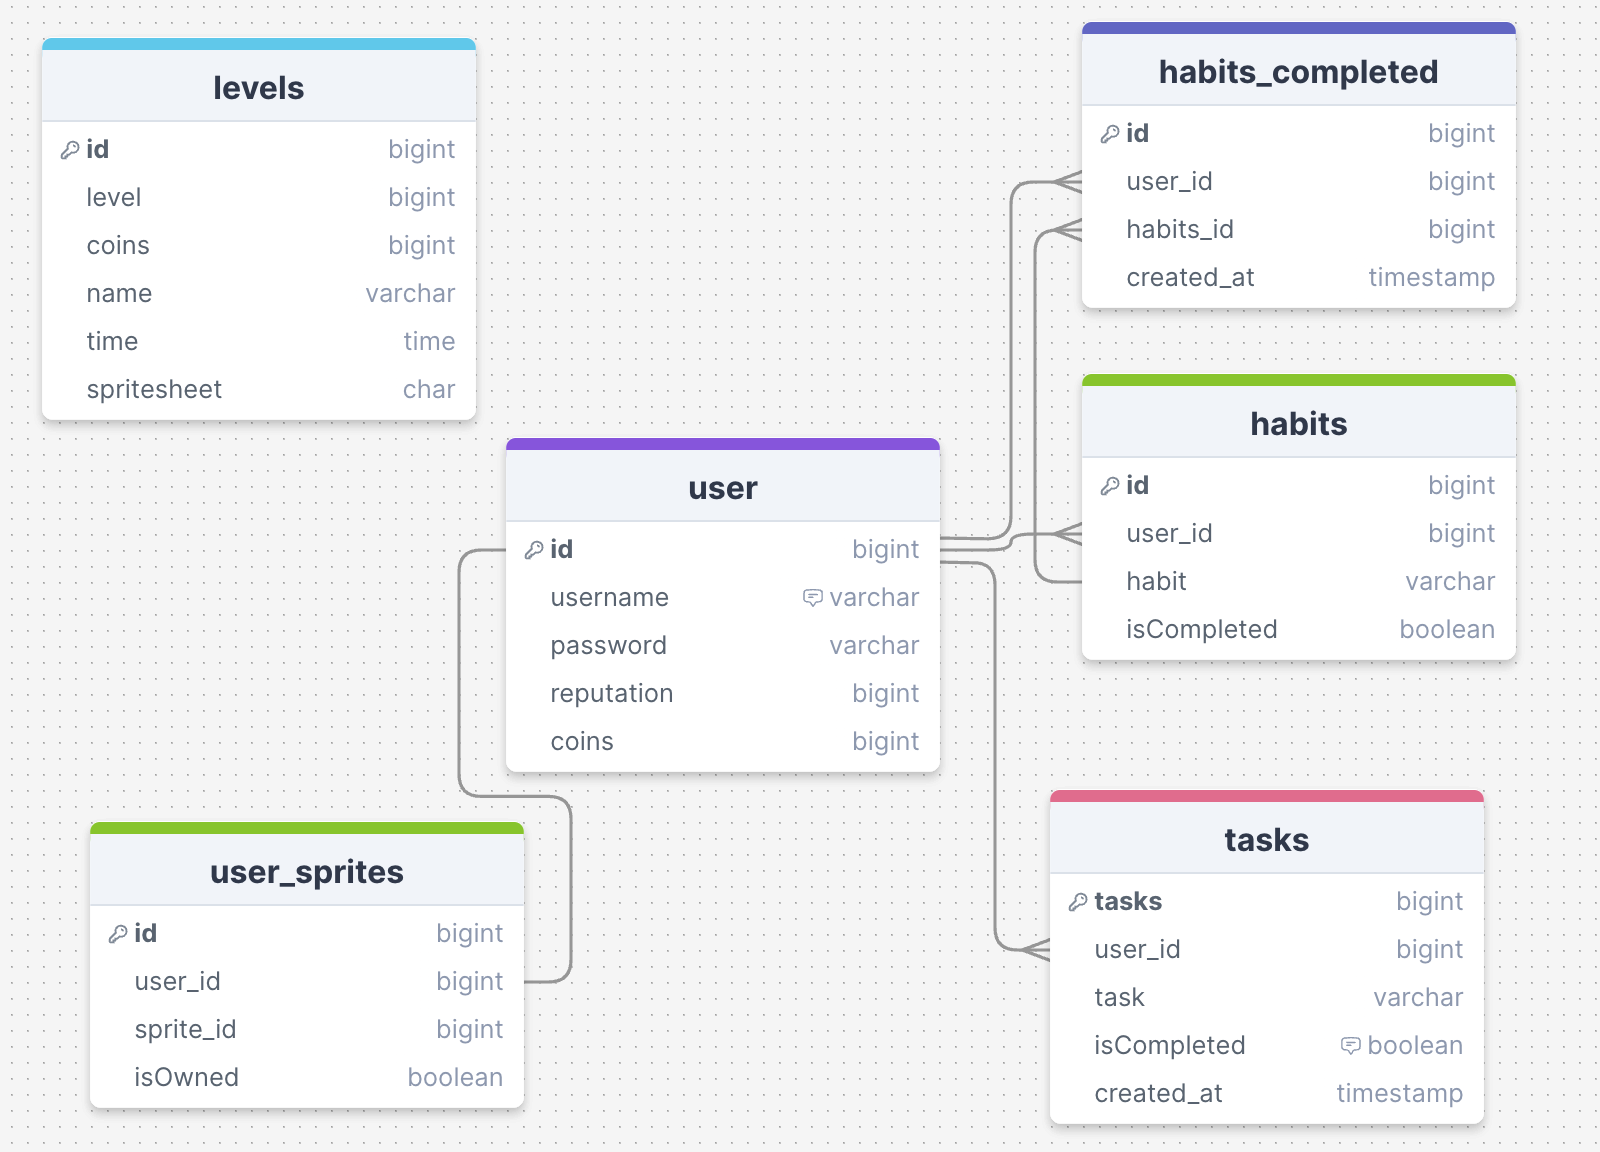 levels
id bigint
level bigint
coins bigint
name varchar
time time
spritesheet char
habits_completed
id bigint
user_id bigint
habits_id bigint
created_at timestamp
habits
id bigint
user_id bigint
habit varchar
isCompleted boolean
user
id bigint
username varchar
password varchar
reputation bigint
coins bigint
user_sprites
id bigint
user_id bigint
sprite_id bigint
isOwned boolean
tasks
tasks bigint
user_id bigint
task varchar
isCompleted boolean
created_at timestamp